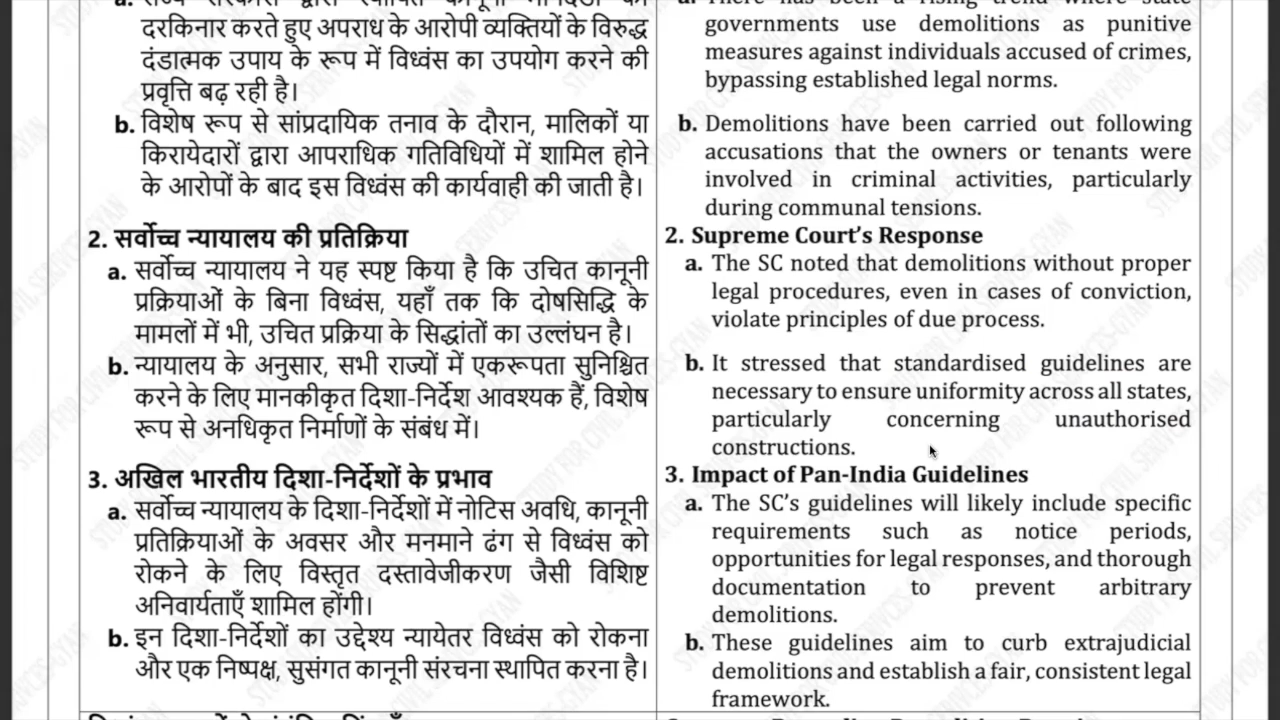 दरकिनार करते हुए अपराध के आरोपी व्यक्तियों के विरुद्ध
दंडात्मक उपाय के रूप में विध्वंस का उपयोग करने की
प्रवृत्ति बढ़ रही है।
b. विशेष रूप से सांप्रदायिक तनाव के दौरान, मालिकों या
किरायेदारों द्वारा आपराधिक गतिविधियों में शामिल होने
के आरोपों के बाद इस विध्वंस की कार्यवाही की जाती है।
2. सर्वोच्च न्यायालय की प्रतिक्रिया
a. सर्वोच्च न्यायालय ने यह स्पष्ट किया है कि उचित कानूनी
प्रक्रियाओं के बिना विध्वंस, यहाँ तक कि दोषसिद्धि के
मामलों में भी, उचित प्रक्रिया के सिद्धांतों का उल्लंघन है।
b. न्यायालय के अनुसार, सभी राज्यों में एकरूपता सुनिश्चित
करने के लिए मानकीकृत दिशा-निर्देश आवश्यक हैं, विशेष
रूप से अनधिकृत निर्माणों के संबंध में।
3. अखिल भारतीय दिशा-निर्देशों के प्रभाव
a. सर्वोच्च न्यायालय के दिशा-निर्देशों में नोटिस अवधि, कानूनी
प्रतिक्रियाओं के अवसर और मनमाने ढंग से विध्वंस को
रोकने के लिए विस्तृत दस्तावेजीकरण जैसी विशिष्ट
अनिवार्यताएँ शामिल होंगी।
b. इन दिशा-निर्देशों का उद्देश्य न्यायेतर विध्वंस को रोकना
और एक निष्पक्ष, सुसंगत कानूनी संरचना स्थापित करना है।
a. There has been a rising trend where state
governments use demolitions as punitive
measures against individuals accused of crimes,
bypassing established legal norms.
b. Demolitions have been carried out following
accusations that the owners or tenants were
involved in criminal activities, particularly
during communal tensions.
2. Supreme Court's Response
a. The SC noted that demolitions without proper
legal procedures, even in cases of conviction,
violate principles of due process.
b. It stressed that standardised guidelines are
necessary to ensure uniformity across all states,
particularly concerning unauthorised
constructions.
3. Impact of Pan-India Guidelines
a. The SC's guidelines will likely include specific
requirements such as notice periods,
opportunities for legal responses, and thorough
documentation to prevent arbitrary
demolitions.
b. These guidelines aim to curb extrajudicial
demolitions and establish a fair, consistent legal
framework.